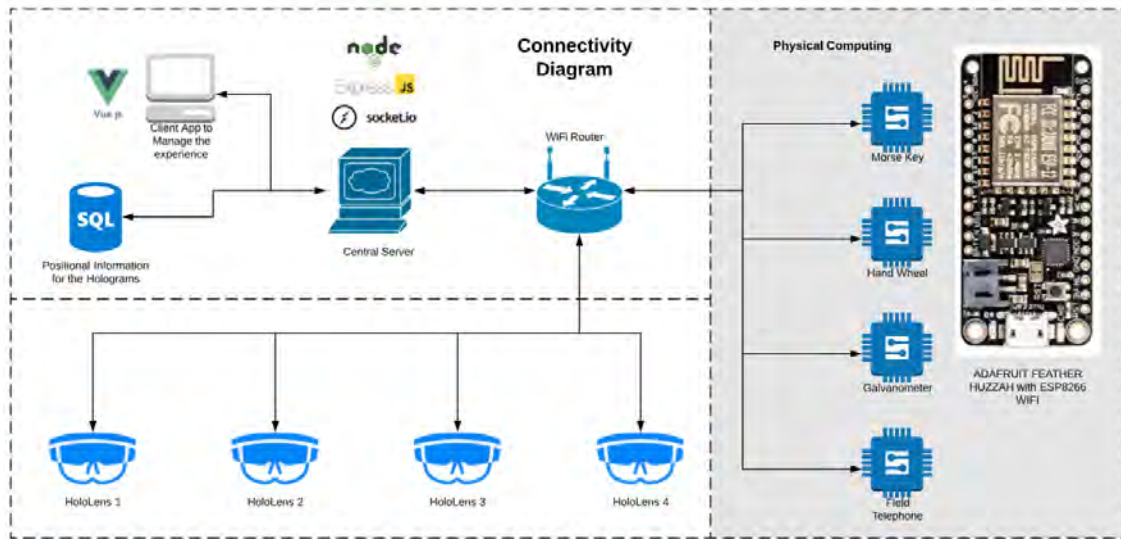 Connectivity
Diagram
node
Express
JS
socket.io
Vue.js
Client App to
Manage the
experience
SQL
Positional Information
for the Holograms
Central Server
WiFi Router
HoloLens 1
HoloLens 2
HoloLens 3
HoloLens 4
Physical Computing
Morse Key
Hand Wheel
Galvanometer
Field
Telephone
ADAFRUIT FEATHER
HUZZAH with ESP8266
WIFI